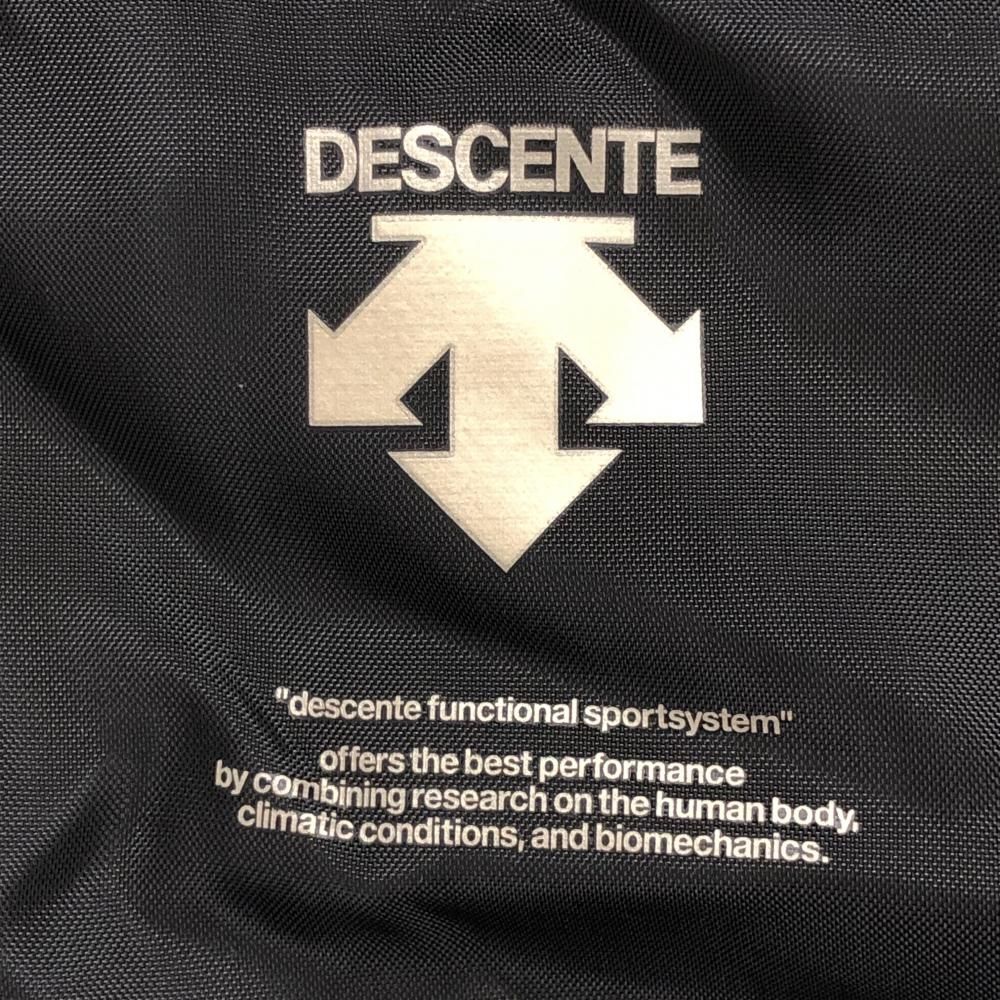 DESCENTE
"descente functional sportsystem"
offers the best performance
by combining research on the human body,
climatic conditions, and biomechanics.